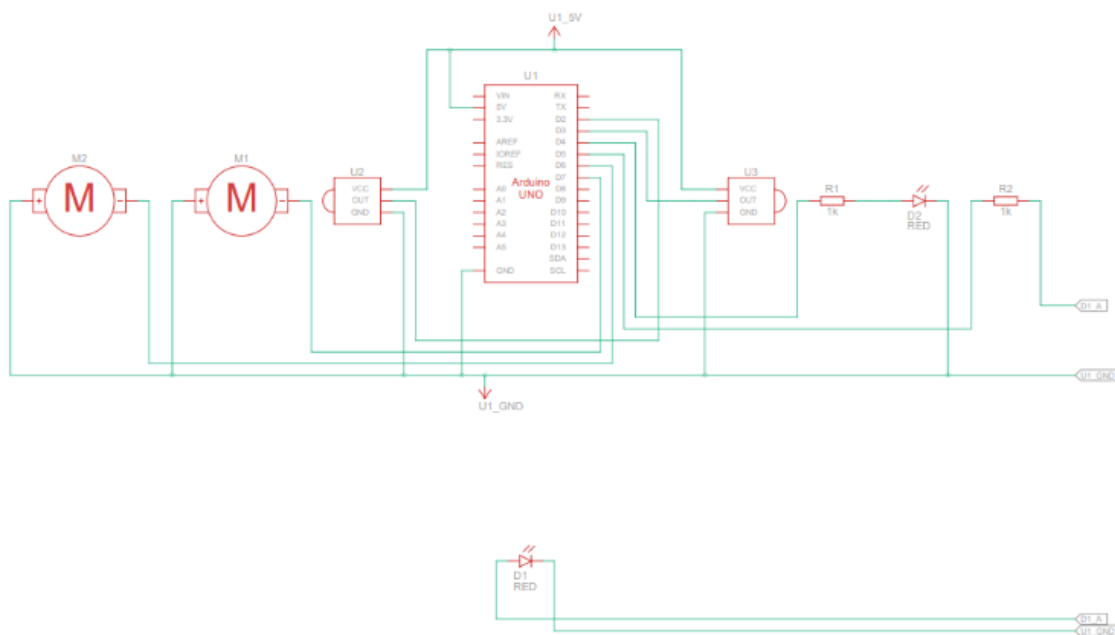 U1_5V
U1
VIN
5V
3.3V
AREF
IOREF
RES
A0
A1
A2
A3
A4
A5
GND
Arduino
UNO
RX
TX
D2
D3
D4
D5
D6
D7
D8
D9
D10
D11
D12
D13
SDA
SCL
M2
M
+
-
M1
M
+
-
U2
VCC
OUT
GND
U3
VCC
OUT
GND
R1
1k
D2
RED
R2
1k
D1_A
U1_GND
U1_GND
D1
RED
D1_A
U1_GND